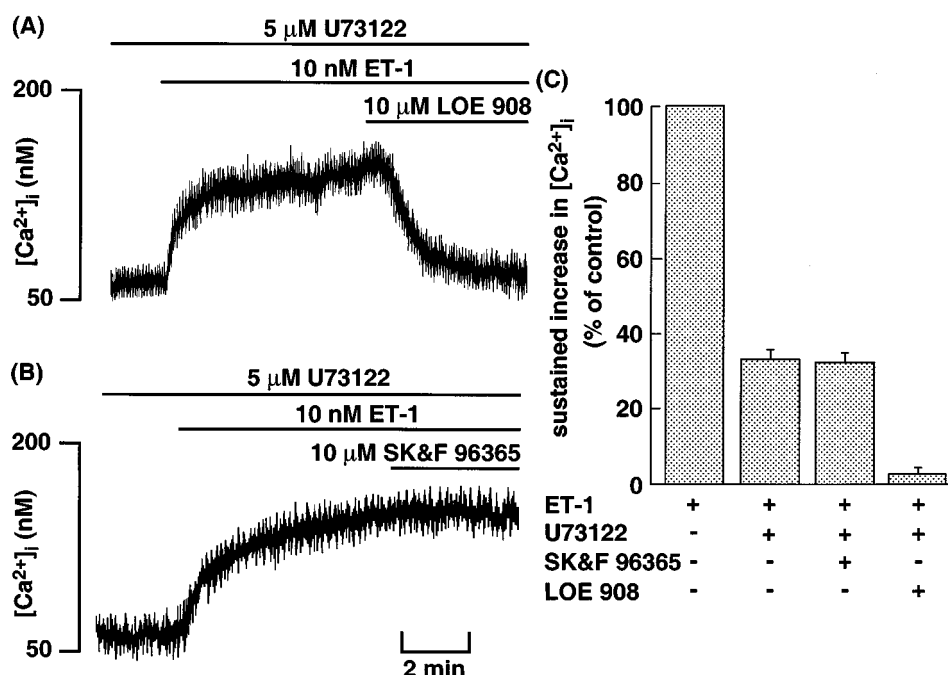 (A)
5 μM U73122
10 nM ET-1
10 μM LOE 908
200
[Ca²⁺]ᵢ (nM)
50
(B)
5 μM U73122
10 nM ET-1
10 μM SK&F 96365
200
[Ca²⁺]ᵢ (nM)
50
2 min
(C)
sustained increase in [Ca²⁺]ᵢ
(% of control)
100
80
60
40
20
0
ET-1 + + + +
U73122 - + + +
SK&F 96365 - - + -
LOE 908 - - - +